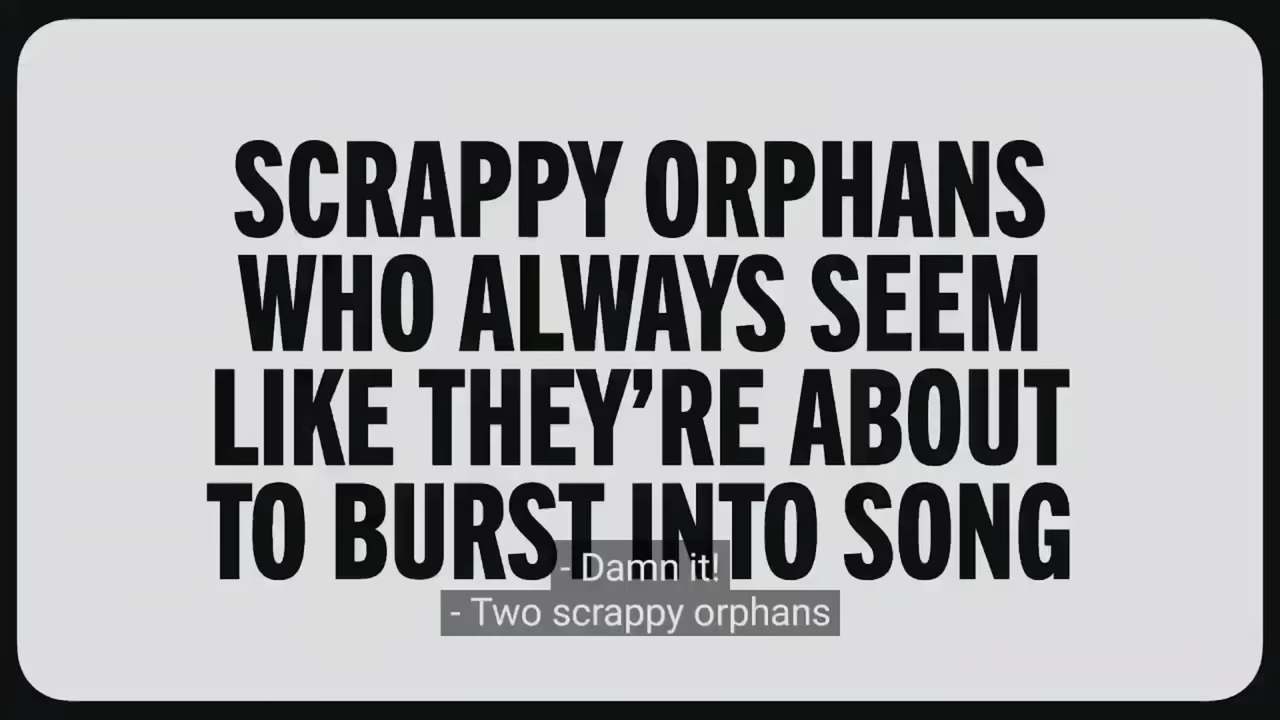 SCRAPPY ORPHANS
WHO ALWAYS SEEM
LIKE THEY’RE ABOUT
TO BURST INTO SONG
- Damn it!
- Two scrappy orphans